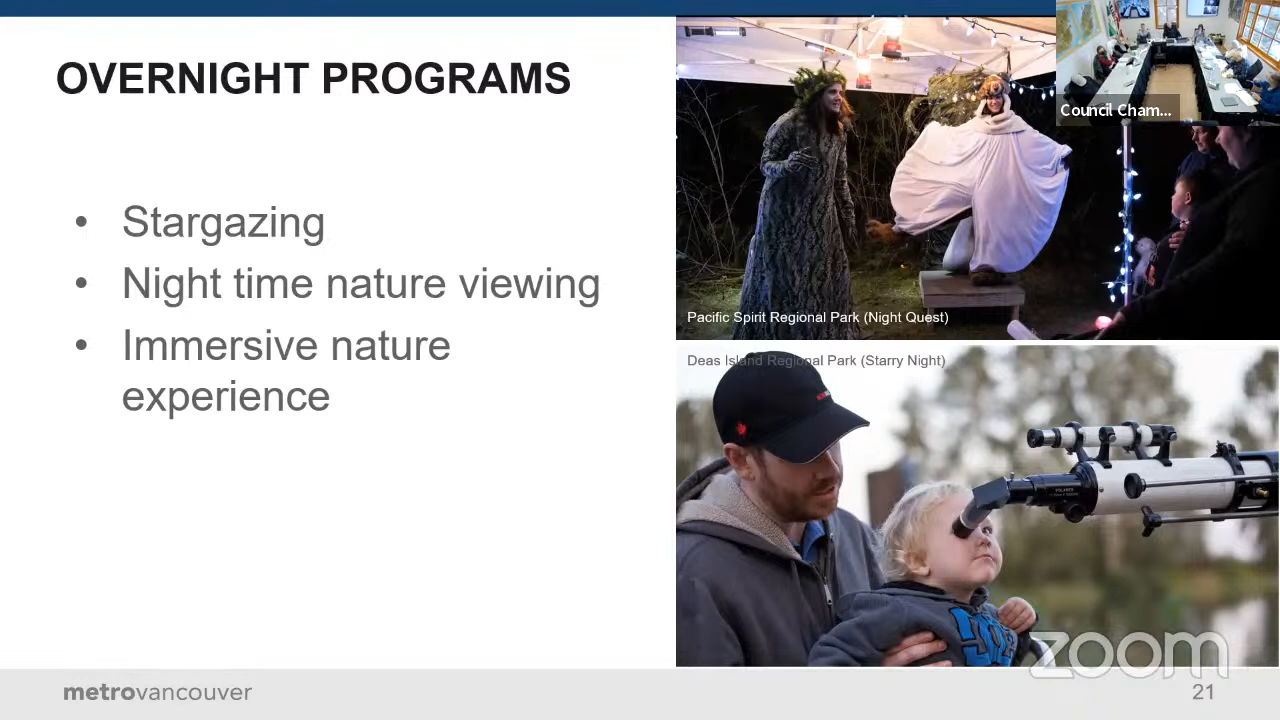 OVERNIGHT PROGRAMS
• Stargazing
• Night time nature viewing
• Immersive nature
experience
Council Cham...
Pacific Spirit Regional Park (Night Quest)
Deas Island Regional Park (Starry Night)
zoom
metrovancouver
21